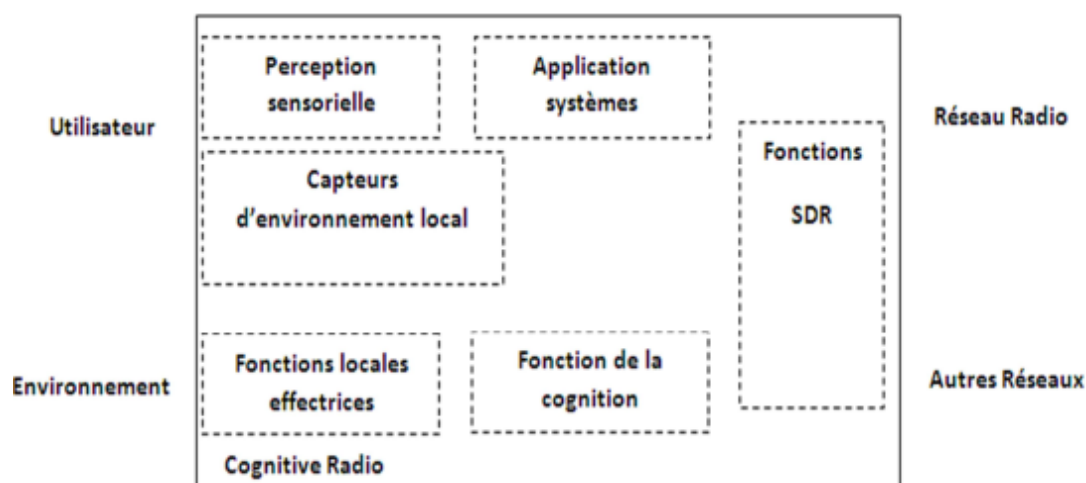 Perception
sensorielle
Application
systèmes
Utilisateur
Réseau Radio
Fonctions
SDR
Capteurs
d'environnement local
Fonctions locales
effectrices
Fonction de la
cognition
Environnement
Autres Réseaux
Cognitive Radio